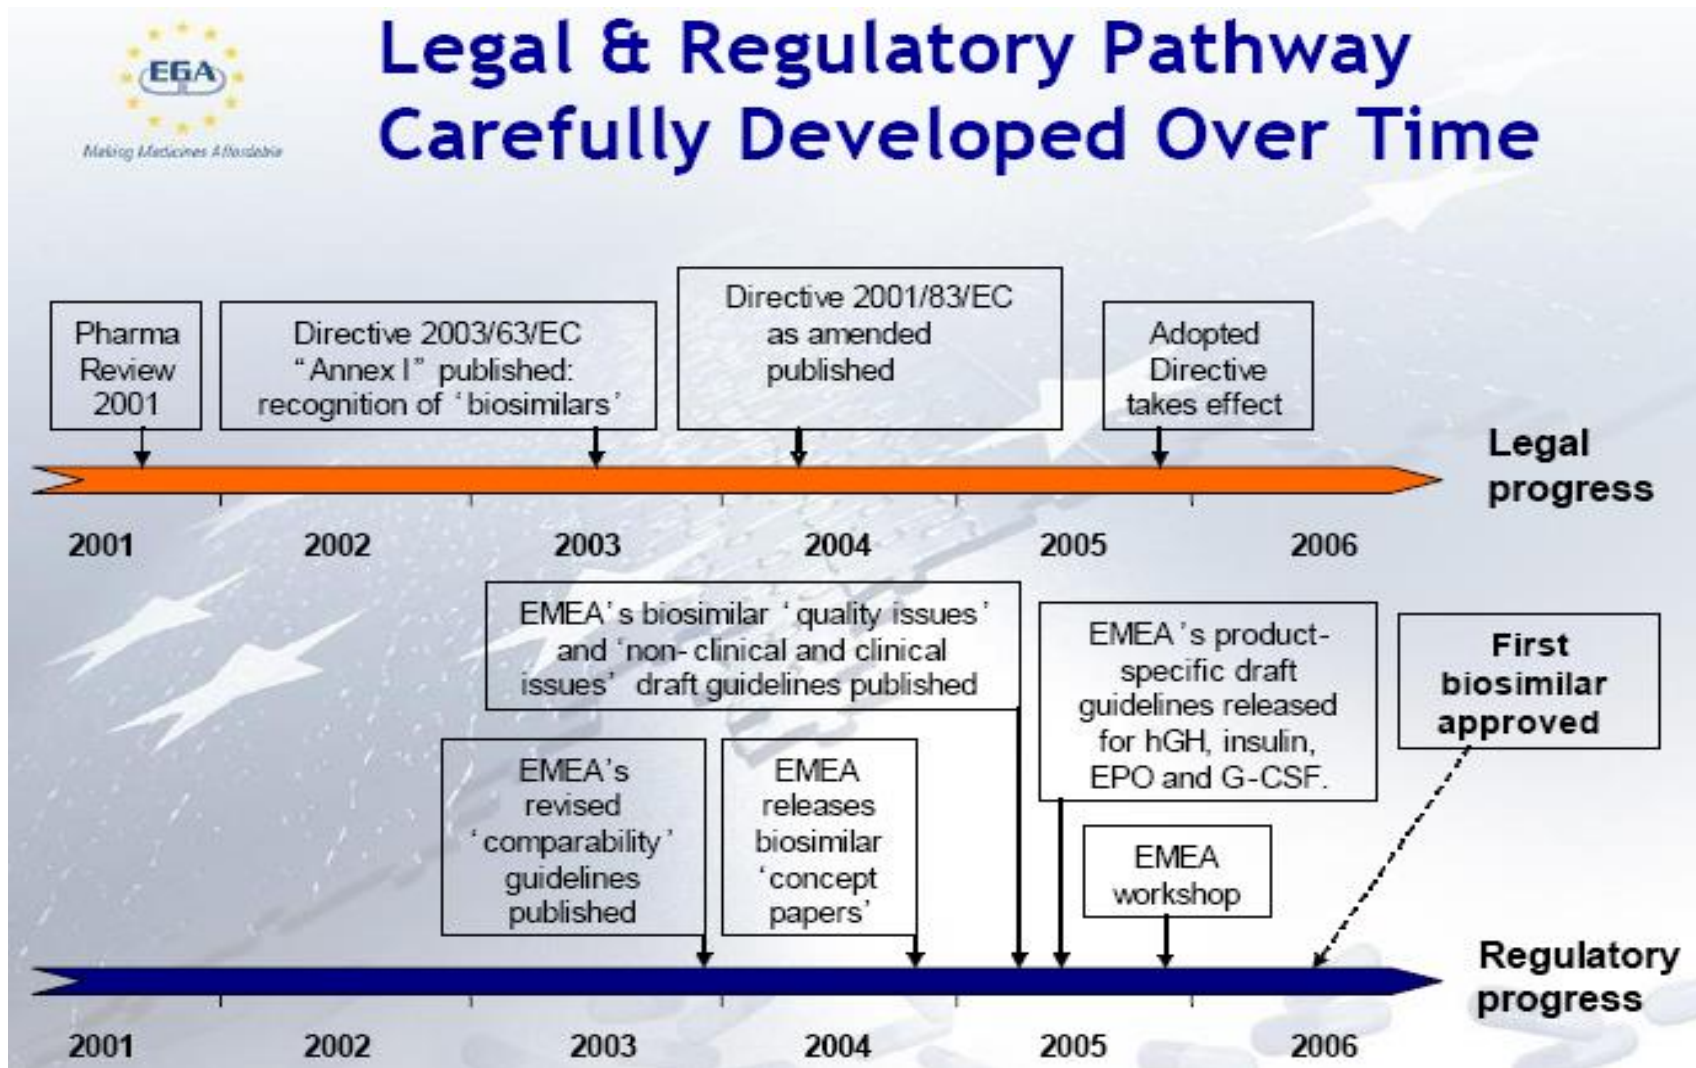 EGA
Making Medicines Affordable
Legal & Regulatory Pathway
Carefully Developed Over Time
Pharma
Review
2001
Directive 2003/63/EC
“Annex I” published:
recognition of ‘biosimilars’
Directive 2001/83/EC
as amended
published
Adopted
Directive
takes effect
Legal
progress
2001 2002 2003 2004 2005 2006
EMEA’s biosimilar ‘quality issues’
and ‘non-clinical and clinical
issues’ draft guidelines published
EMEA’s product-
specific draft
guidelines released
for hGH, insulin,
EPO and G-CSF.
First
biosimilar
approved
EMEA’s
revised
‘comparability’
guidelines
published
EMEA
releases
biosimilar
‘concept
papers’
EMEA
workshop
Regulatory
progress
2001 2002 2003 2004 2005 2006